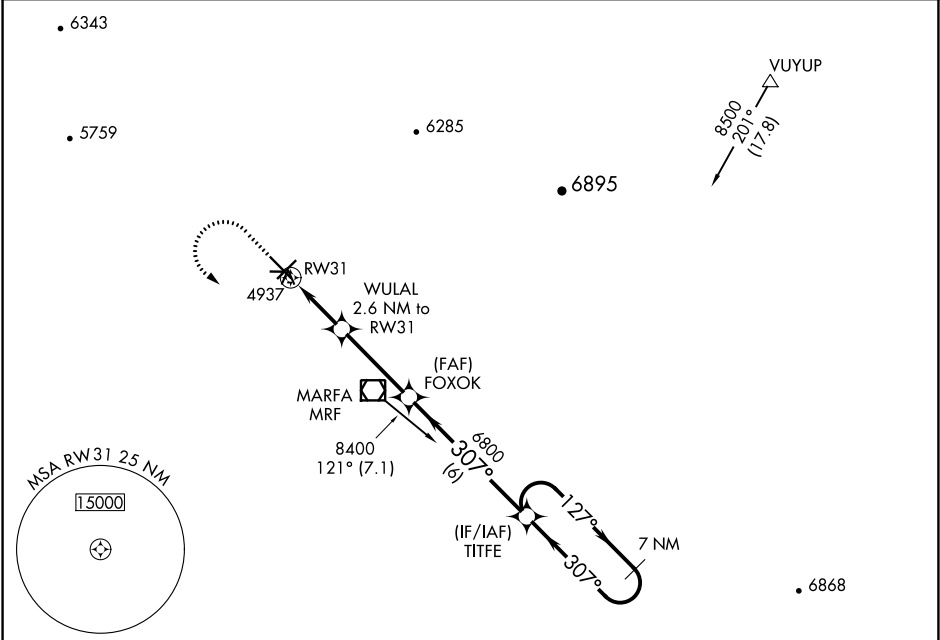 6343
VUYUP
8500
201°
(17.8)
5759
6285
6895
RW31
4937
WULAL
2.6 NM to
RW31
(FAF)
FOXOK
MARFA
MRF
8400
121° (7.1)
6800
307°
(6)
MSA RW31 25 NM
15000
127°
(IF/IAF)
TITFE
7 NM
307°
6868